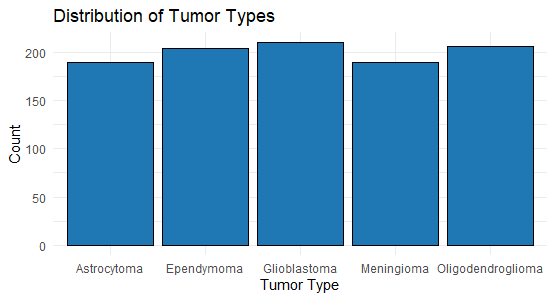 Distribution of Tumor Types
Count
200
150
100
50
0
Astrocytoma Ependymoma Glioblastoma Meningioma Oligodendroglioma
Tumor Type